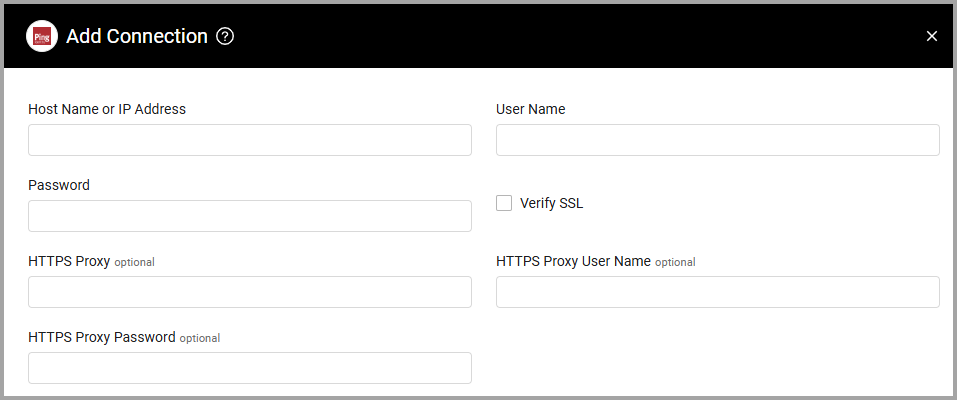 Ping
Add Connection ?
Host Name or IP Address
User Name
Password
Verify SSL
HTTPS Proxy optional
HTTPS Proxy User Name optional
HTTPS Proxy Password optional